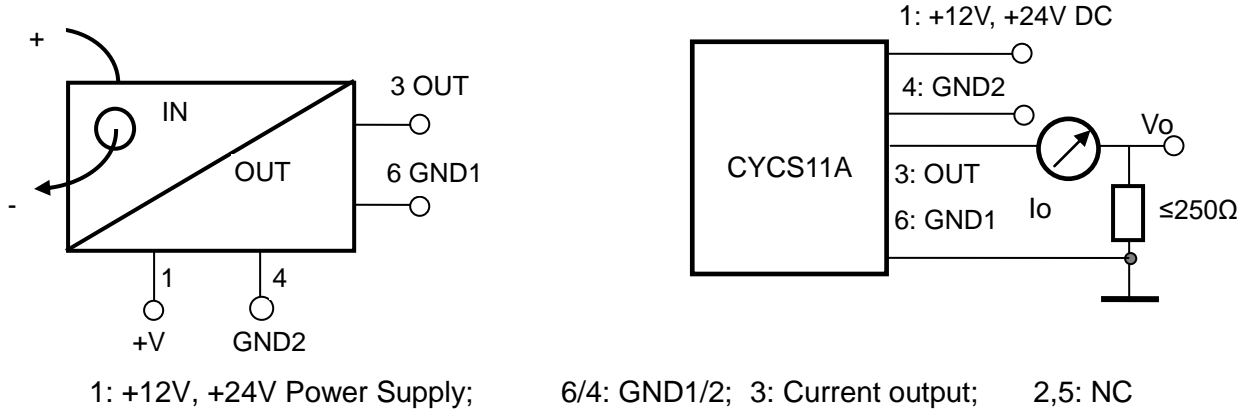 +
IN
OUT
-
3 OUT
6 GND1
1
4
+V
GND2
1: +12V, +24V DC
4: GND2
CYCS11A
3: OUT
6: GND1
Io
Vo
≤250Ω
1: +12V, +24V Power Supply; 6/4: GND1/2; 3: Current output; 2,5: NC